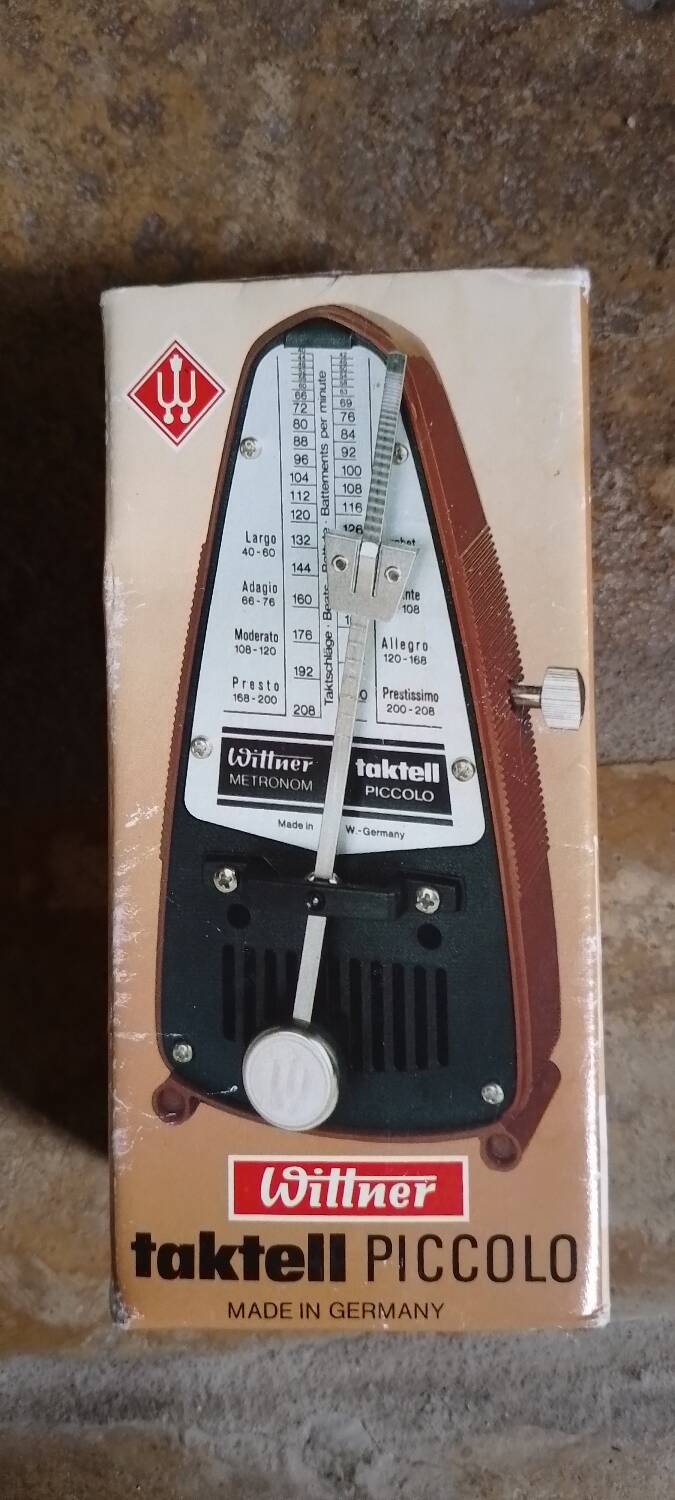 66
72
80
88
96
104
112
120
132
144
160
176
192
208
69
76
84
92
100
108
116
126
Taktschläge · Beats · Battements per minute
Largo
40-60
Adagio
66-76
Moderato
108-120
Presto
168-200
108
Allegro
120-168
Prestissimo
200-208
Wittner
METRONOM
taktell
PICCOLO
Made in W.-Germany
Wittner
taktell PICCOLO
MADE IN GERMANY